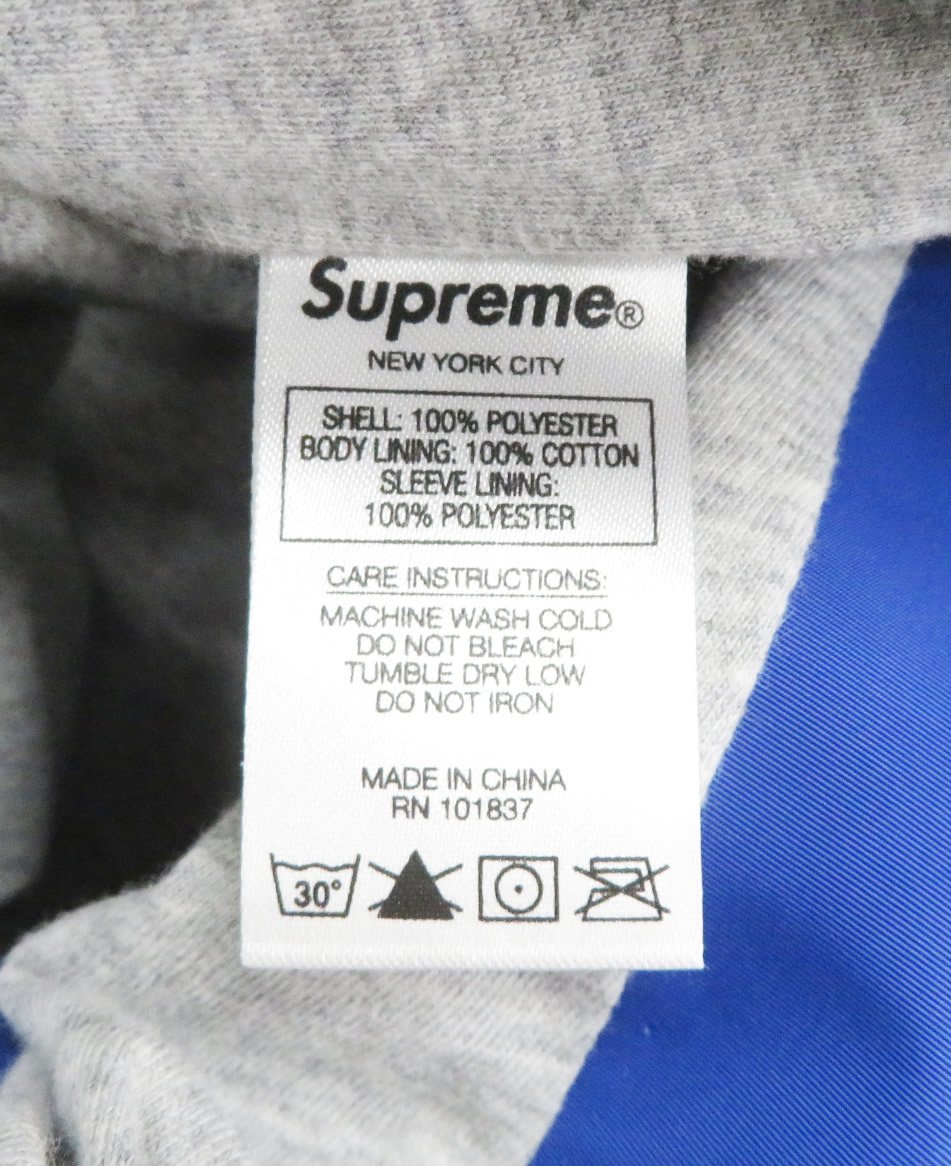 Supreme®
NEW YORK CITY
SHELL: 100% POLYESTER
BODY LINING: 100% COTTON
SLEEVE LINING:
100% POLYESTER
CARE INSTRUCTIONS:
MACHINE WASH COLD
DO NOT BLEACH
TUMBLE DRY LOW
DO NOT IRON
MADE IN CHINA
RN 101837
30°